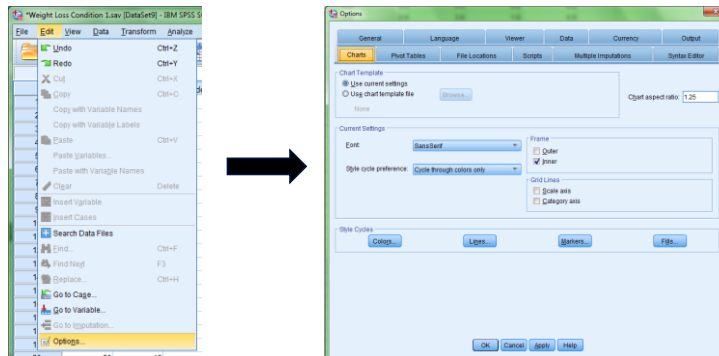 *Weight Loss Condition 1.sav [DataSet9] - IBM SPSS S
File Edit View Data Transform Analyze
Undo Ctrl+Z
Redo Ctrl+Y
Cut Ctrl+X
Copy Ctrl+C
Copy with Variable Names
Copy with Variable Labels
Paste Ctrl+V
Paste Variables...
Paste with Variable Names
Clear Delete
Insert Variable
Insert Cases
Search Data Files
Find... Ctrl+F
Find Next F3
Replace... Ctrl+H
Go to Case...
Go to Variable...
Go to Imputation...
Options...
Options
General Language Viewer Data Currency Output
Charts Pivot Tables File Locations Scripts Multiple Imputations Syntax Editor
Chart Template
Use current settings
Use chart template file Browse...
None
Chart aspect ratio: 1.25
Current Settings
Font: SansSerif
Style cycle preference: Cycle through colors only
Frame
Outer
Inner
Grid Lines
Scale axis
Category axis
Style Cycles
Colors... Lines... Markers... Fills...
OK Cancel Apply Help